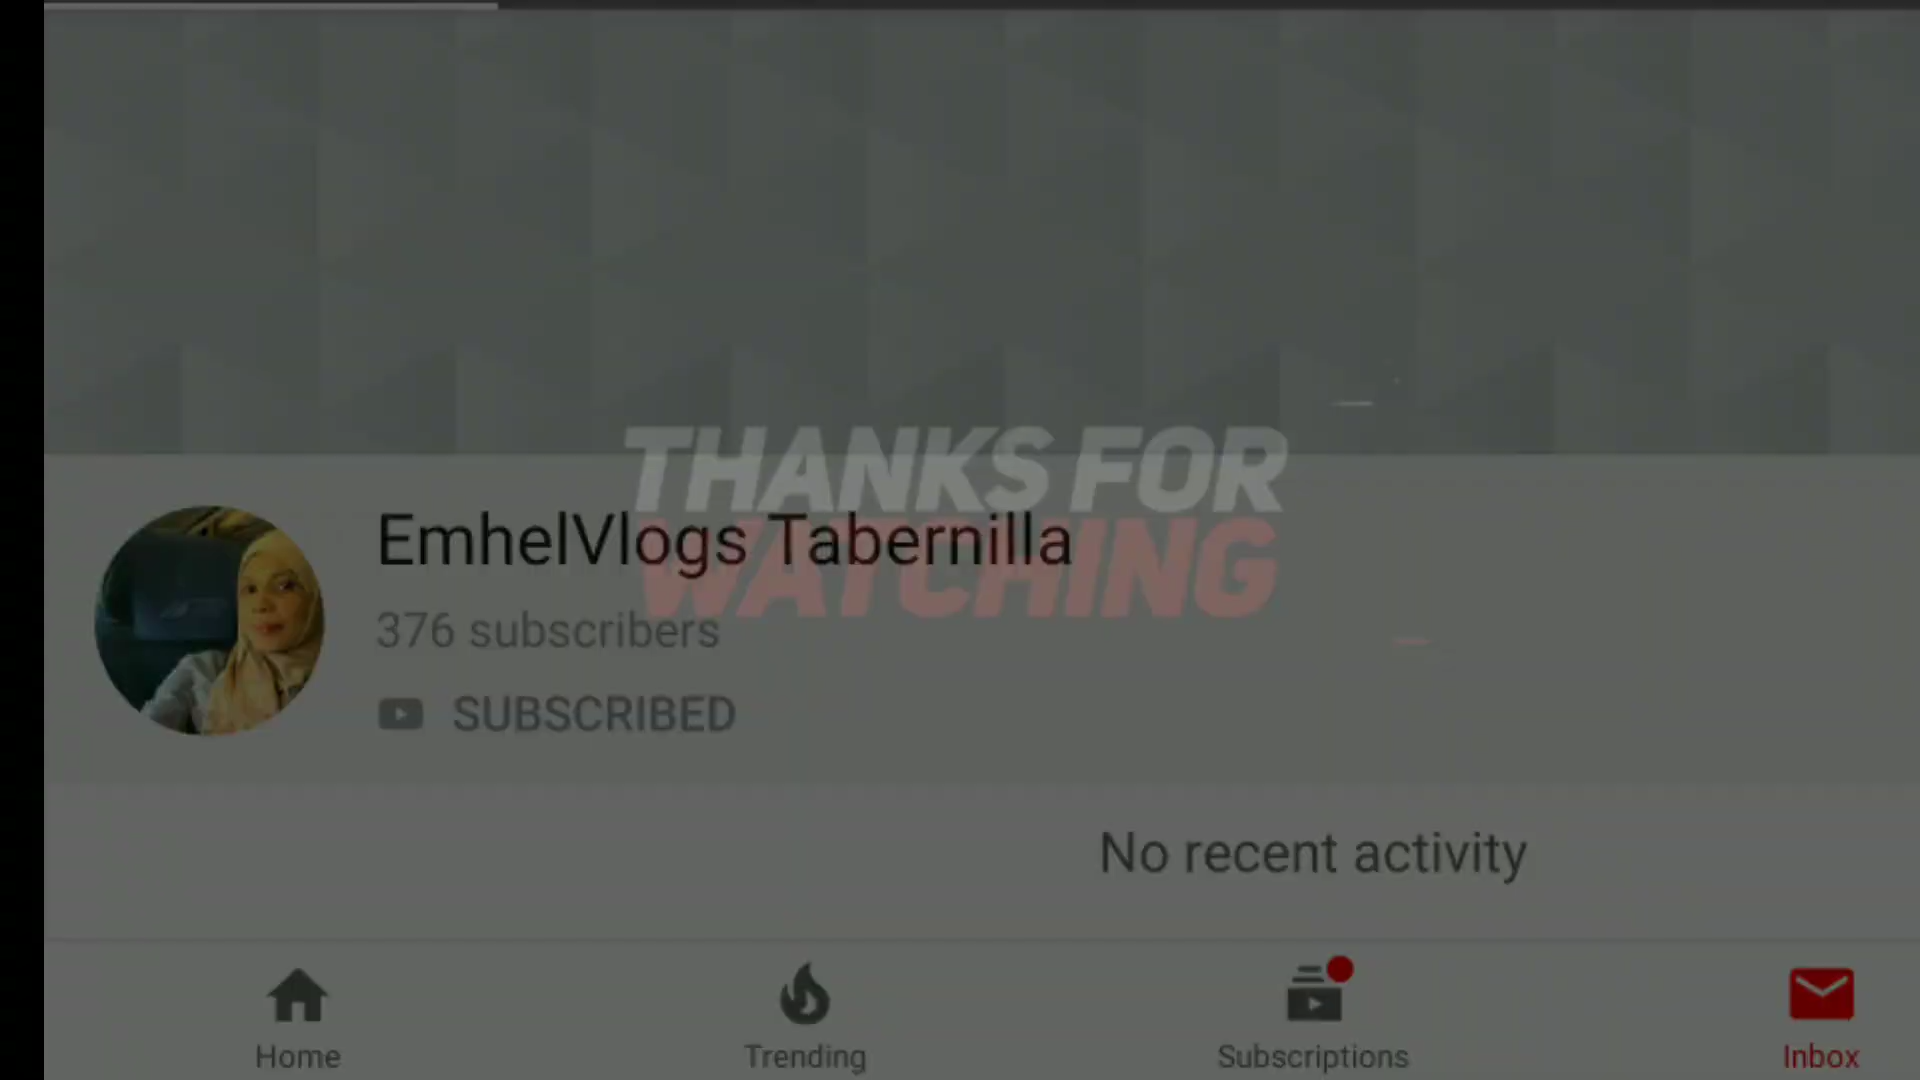 THANKS FOR
WATCHING
EmhelVlogs Tabernilla
376 subscribers
SUBSCRIBED
No recent activity
Home
Trending
Subscriptions
Inbox